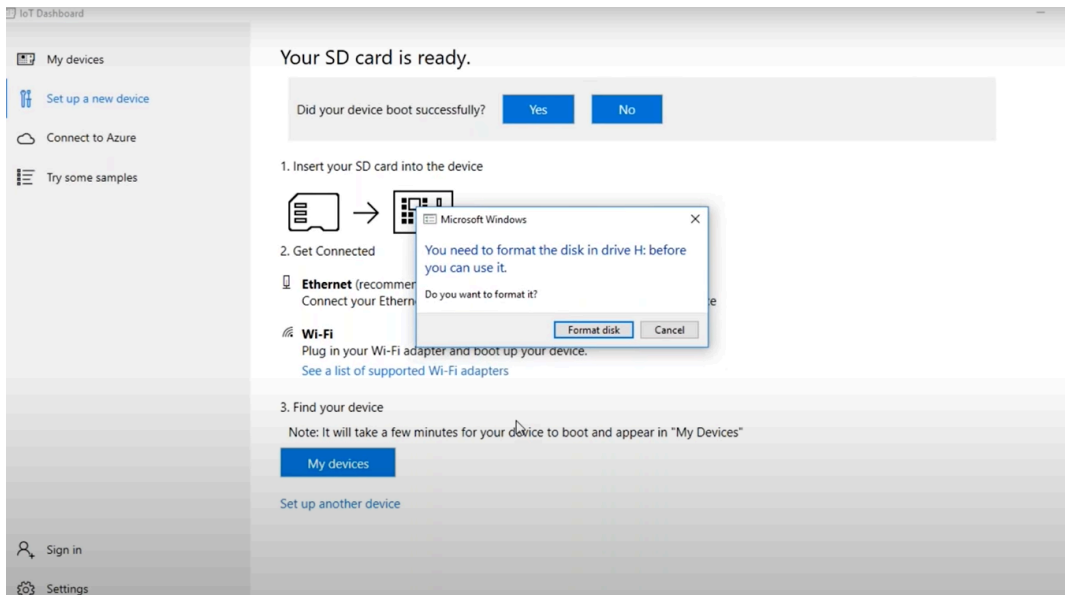 IoT Dashboard
My devices
Set up a new device
Connect to Azure
Try some samples
Sign in
Settings
Your SD card is ready.
Did your device boot successfully? Yes No
1. Insert your SD card into the device
2. Get Connected
Ethernet (recommen
Connect your Ethern
Wi-Fi
Plug in your Wi-Fi adapter and boot up your device.
See a list of supported Wi-Fi adapters
3. Find your device
Note: It will take a few minutes for your device to boot and appear in "My Devices"
My devices
Set up another device
Microsoft Windows
You need to format the disk in drive H: before
you can use it.
Do you want to format it?
Format disk Cancel